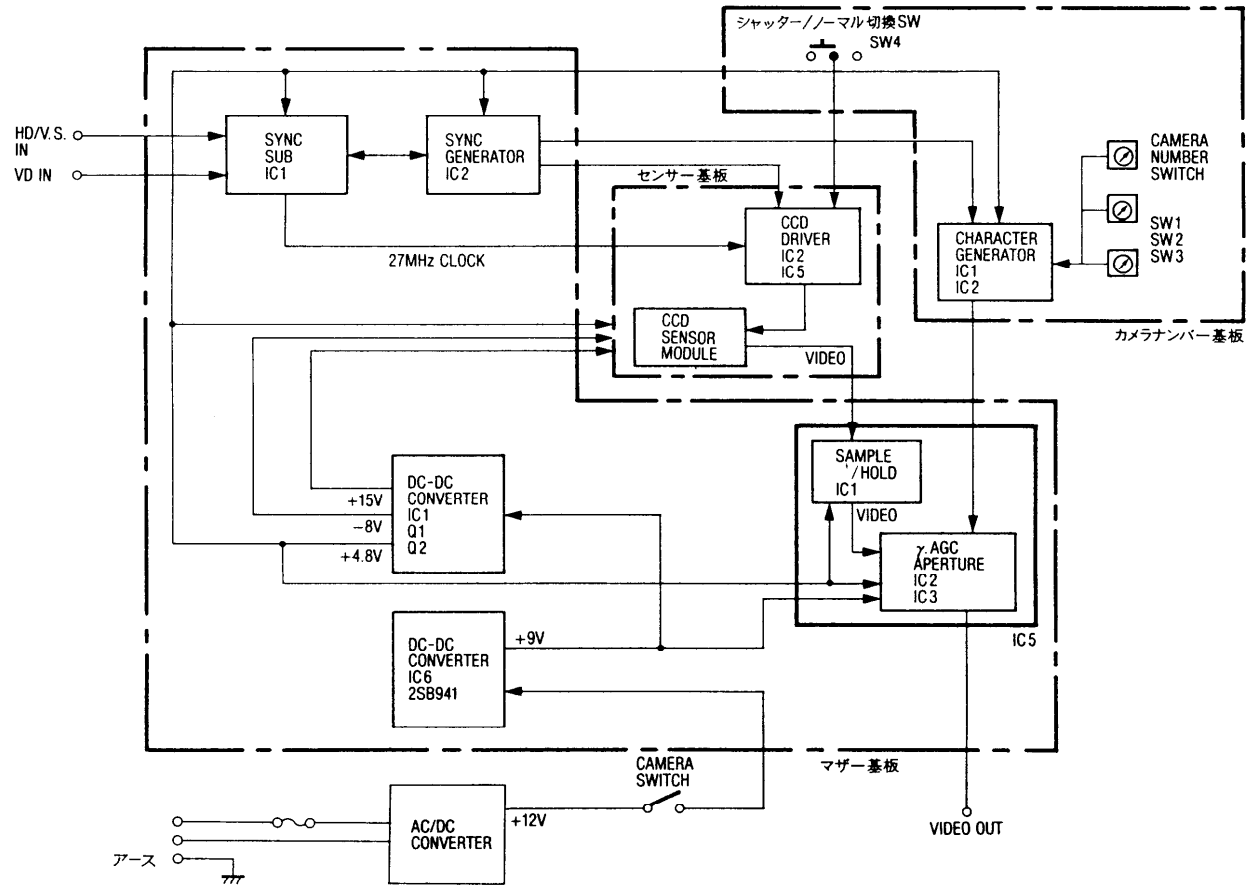 シャッター/ノーマル切換SW
SW4
HD/V.S.
IN
VD IN
SYNC
SUB
IC1
SYNC
GENERATOR
IC2
センサー基板
CCD
DRIVER
IC2
IC5
27MHz CLOCK
CAMERA
NUMBER
SWITCH
SW1
SW2
SW3
CHARACTER
GENERATOR
IC1
IC2
カメラナンバー基板
CCD
SENSOR
MODULE
VIDEO
SAMPLE
/HOLD
IC1
VIDEO
γ.AGC
APERTURE
IC2
IC3
IC5
DC-DC
CONVERTER
IC1
Q1
Q2
+15V
-8V
+4.8V
DC-DC
CONVERTER
IC6
2SB941
+9V
マザー基板
CAMERA
SWITCH
AC/DC
CONVERTER
+12V
アース
VIDEO OUT